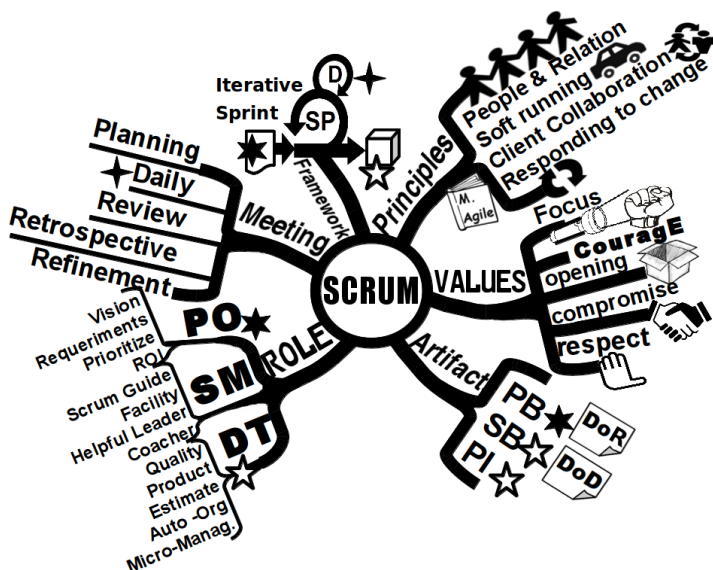 SCRUM
Framework
Iterative
Sprint
D
SP
Principles
People & Relation
Soft running
Client Collaboration
Responding to change
M.
Agile
VALUES
Focus
CouragE
opening
compromise
respect
Artifact
PB
SB
PI
DoR
DoD
ROLE
PO
Vision
Requeriments
Prioritize
ROI
SM
Scrum Guide
Facility
Helpful Leader
Coacher
DT
Quality
Product
Estimate
Auto -Org
Micro-Manag.
Meeting
Planning
Daily
Review
Retrospective
Refinement